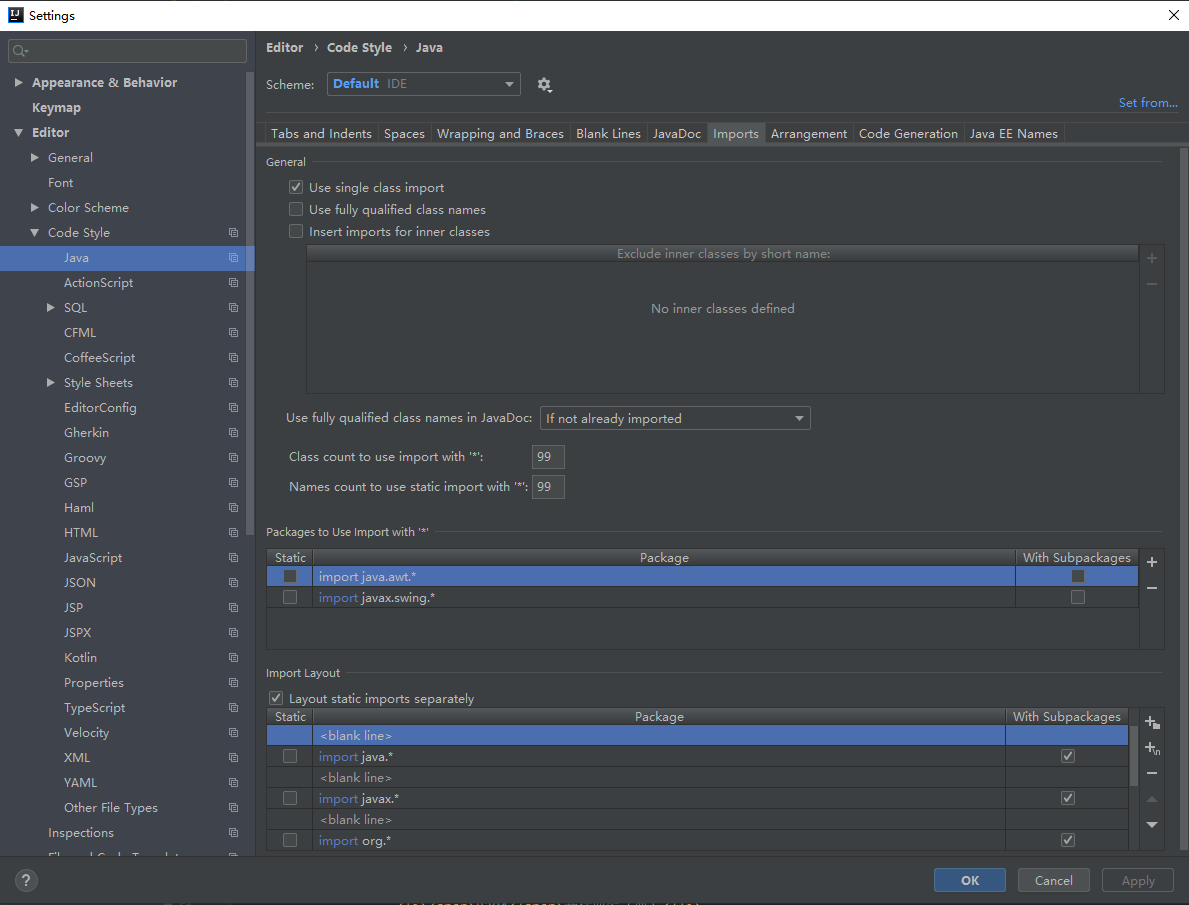 Settings
Editor › Code Style › Java
Scheme: Default IDE
Set from...
Appearance & Behavior
Keymap
Editor
General
Font
Color Scheme
Code Style
Java
ActionScript
SQL
CFML
CoffeeScript
Style Sheets
EditorConfig
Gherkin
Groovy
GSP
Haml
HTML
JavaScript
JSON
JSP
JSPX
Kotlin
Properties
TypeScript
Velocity
XML
YAML
Other File Types
Inspections
Tabs and Indents Spaces Wrapping and Braces Blank Lines JavaDoc Imports Arrangement Code Generation Java EE Names
General
Use single class import
Use fully qualified class names
Insert imports for inner classes
Exclude inner classes by short name:
No inner classes defined
Use fully qualified class names in JavaDoc: If not already imported
Class count to use import with '*': 99
Names count to use static import with '*': 99
Packages to Use Import with '*'
Static Package With Subpackages
import java.awt.*
import javax.swing.*
Import Layout
Layout static imports separately
Static Package With Subpackages
<blank line>
import java.*
<blank line>
import javax.*
<blank line>
import org.*
? OK Cancel Apply